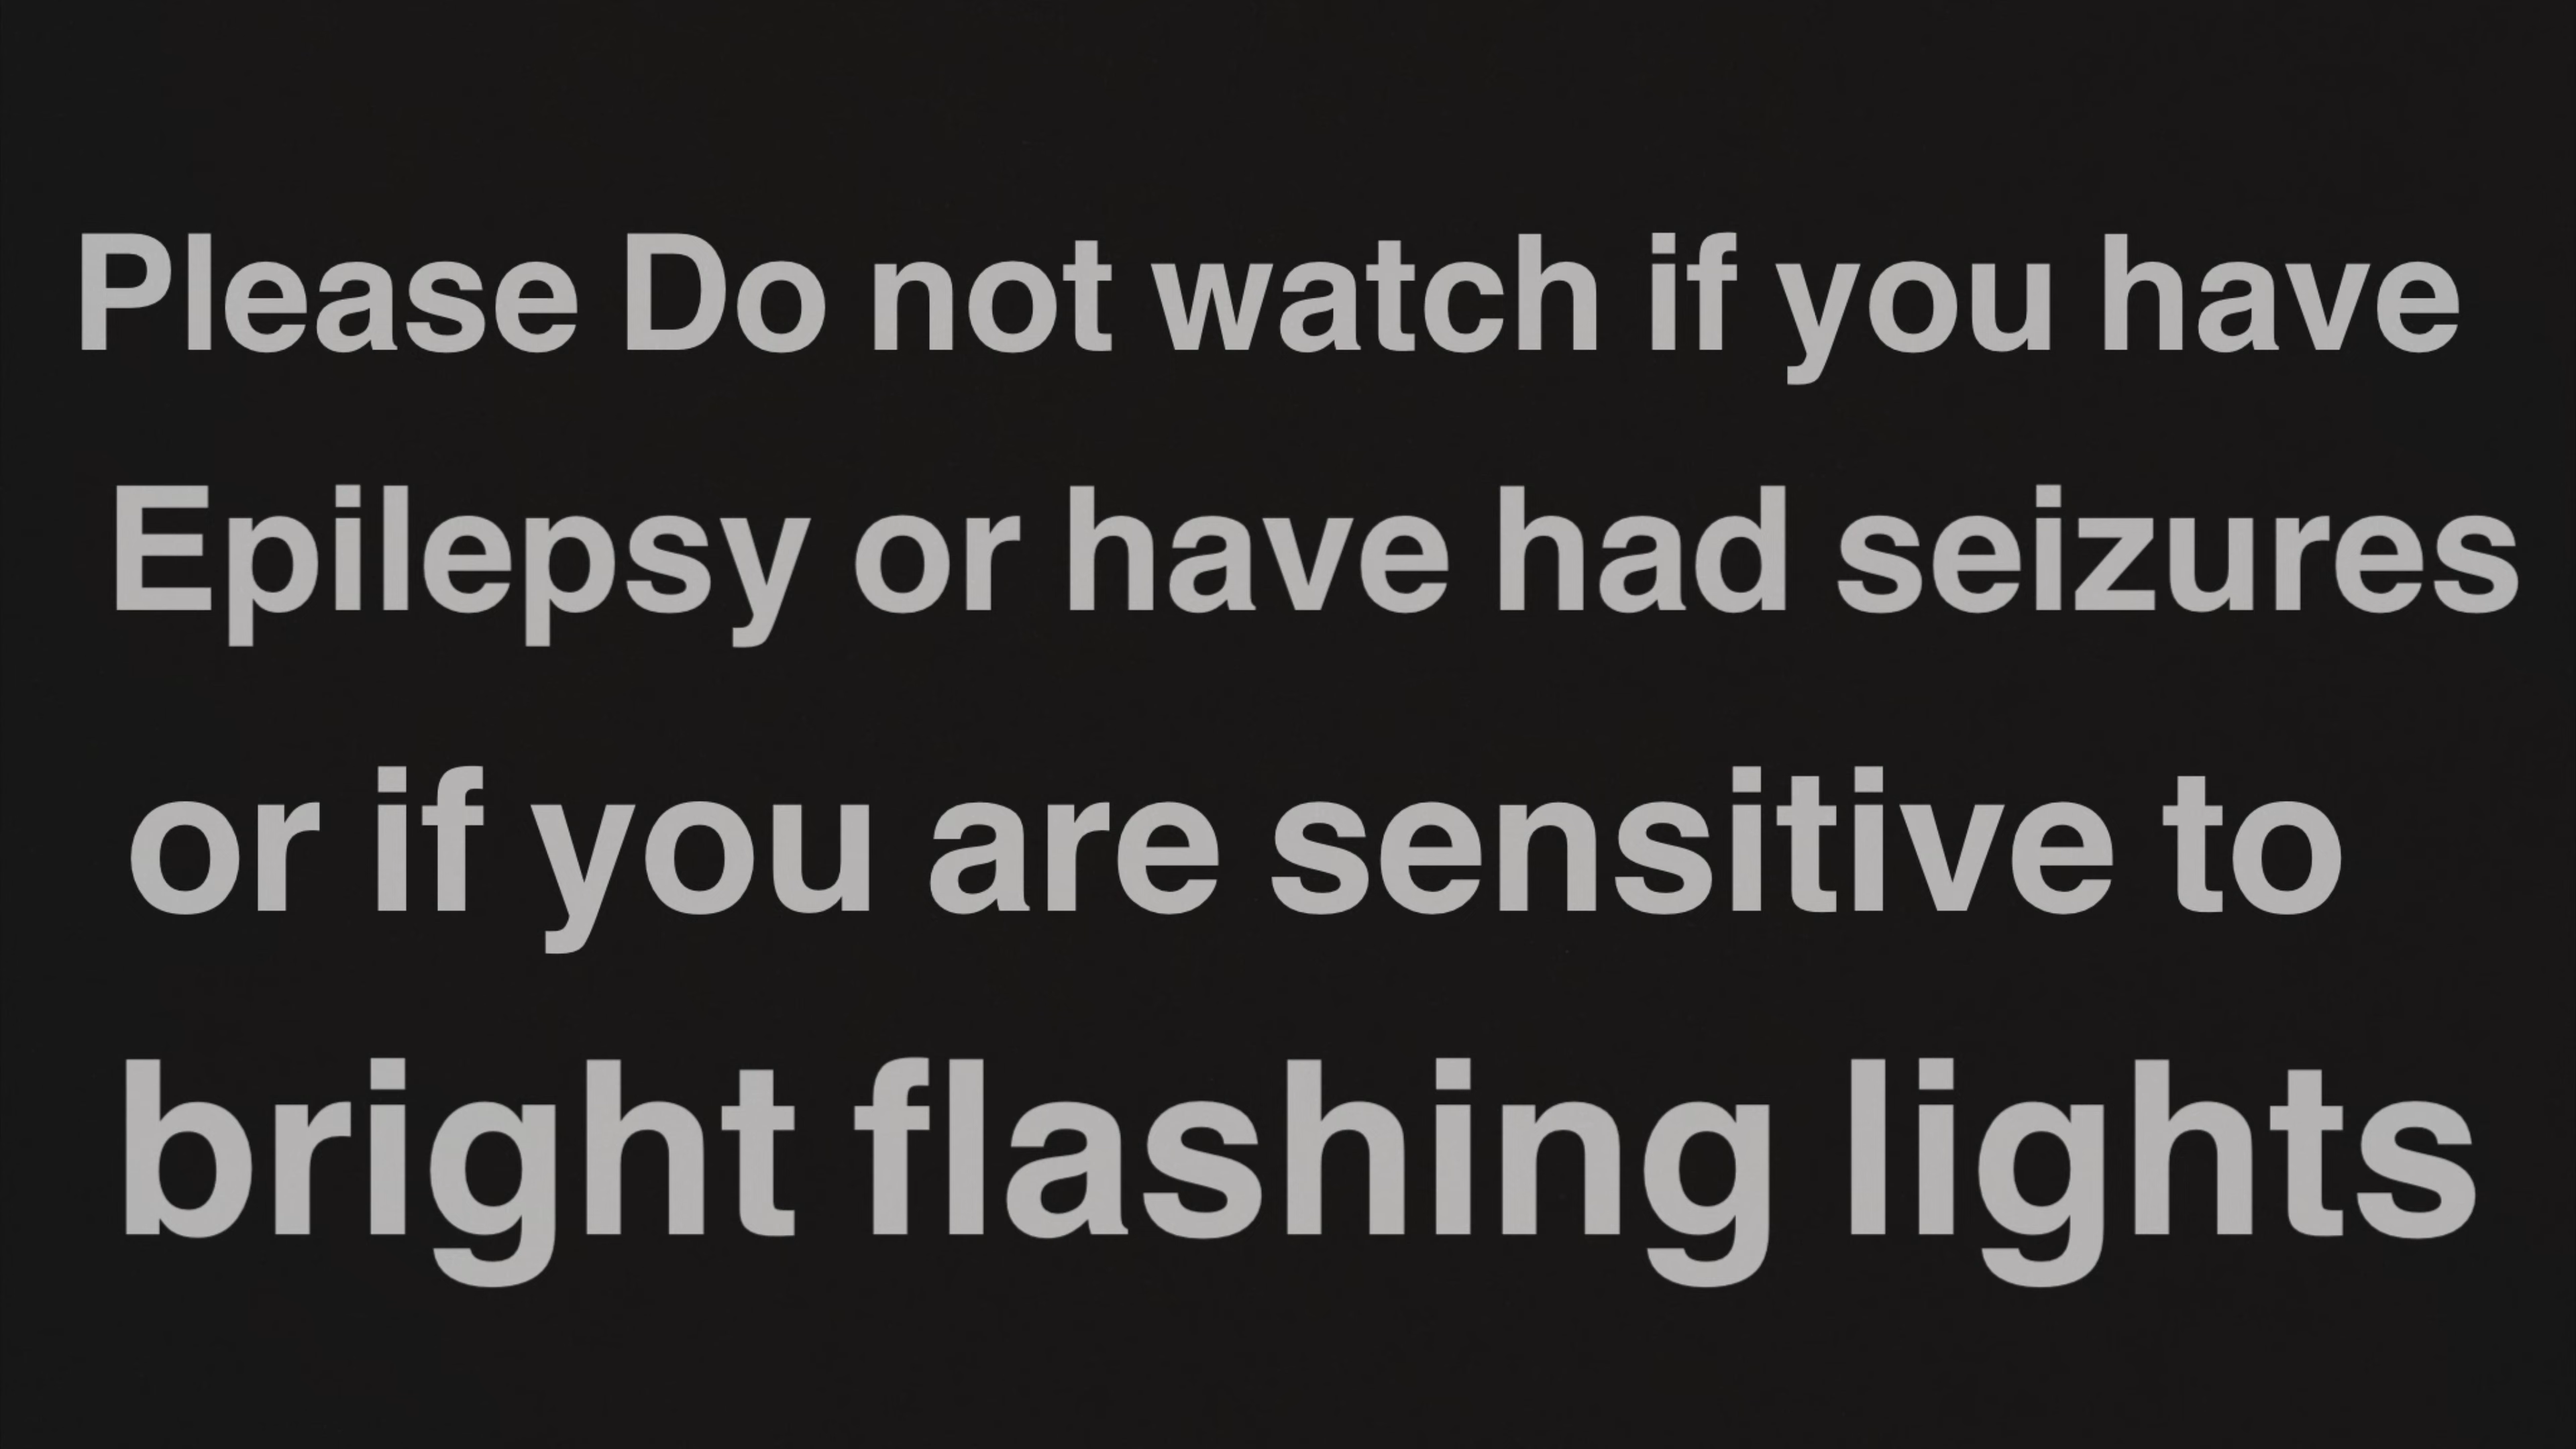 Please Do not watch if you have
Epilepsy or have had seizures
or if you are sensitive to
bright flashing lights